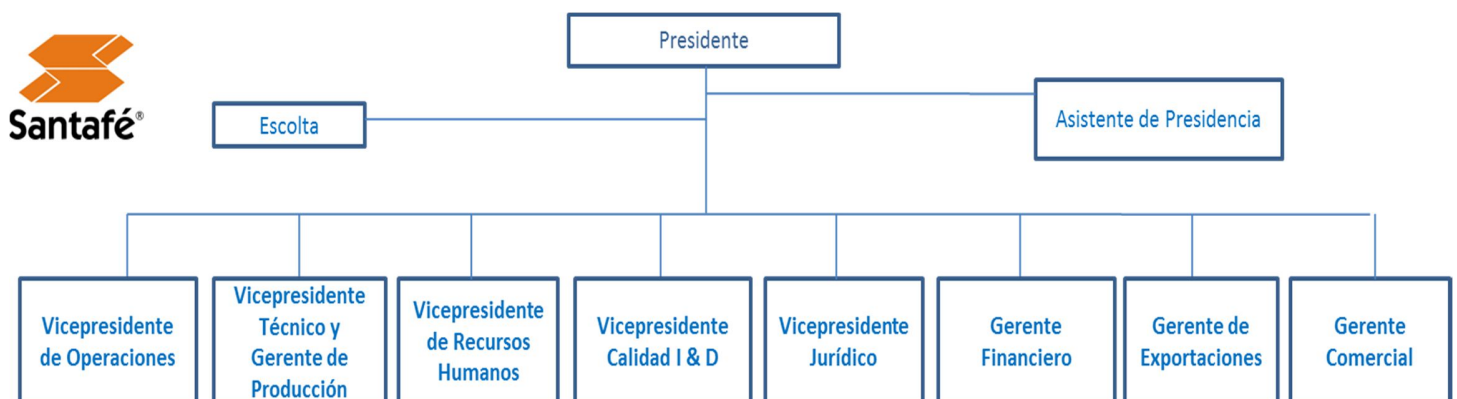 Presidente
Santafé®
Escolta
Asistente de Presidencia
Vicepresidente
de Operaciones
Vicepresidente
Técnico y
Gerente de
Producción
Vicepresidente
de Recursos
Humanos
Vicepresidente
Calidad I & D
Vicepresidente
Jurídico
Gerente
Financiero
Gerente de
Exportaciones
Gerente
Comercial